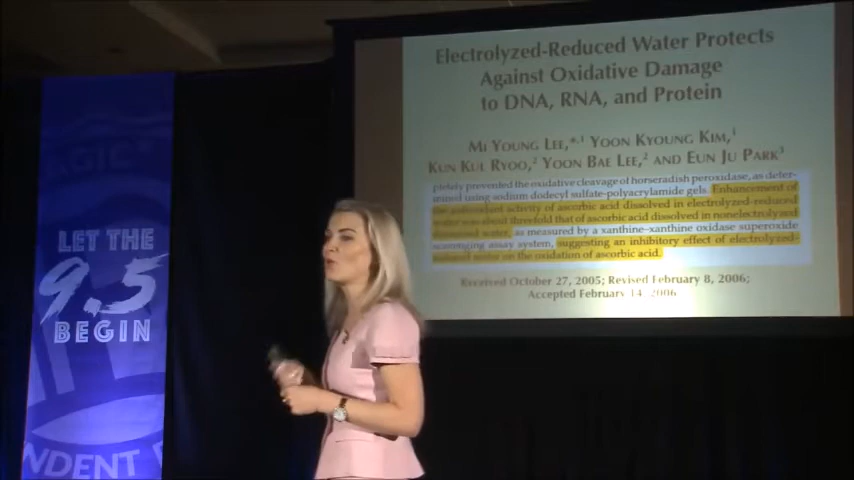 Electrolyzed-Reduced Water Protects
Against Oxidative Damage
to DNA, RNA, and Protein
Mi Young Lee,*,1 Yoon Kyoung Kim,1
Kun Kul Ryoo,2 Yoon Bae Lee,2 and Eun Ju Park3
pletely prevented the oxidative cleavage of horseradish peroxidase, as deter-
mined using sodium dodecyl sulfate-polyacrylamide gels. Enhancement of
the antioxidant activity of ascorbic acid dissolved in electrolyzed-reduced
water was about threefold that of ascorbic acid dissolved in nonelectrolyzed
deionized water, as measured by a xanthine-xanthine oxidase superoxide
scavenging assay system, suggesting an inhibitory effect of electrolyzed-
reduced water on the oxidation of ascorbic acid.
Received October 27, 2005; Revised February 8, 2006;
Accepted February 14, 2006
LET THE
9.5
BEGIN